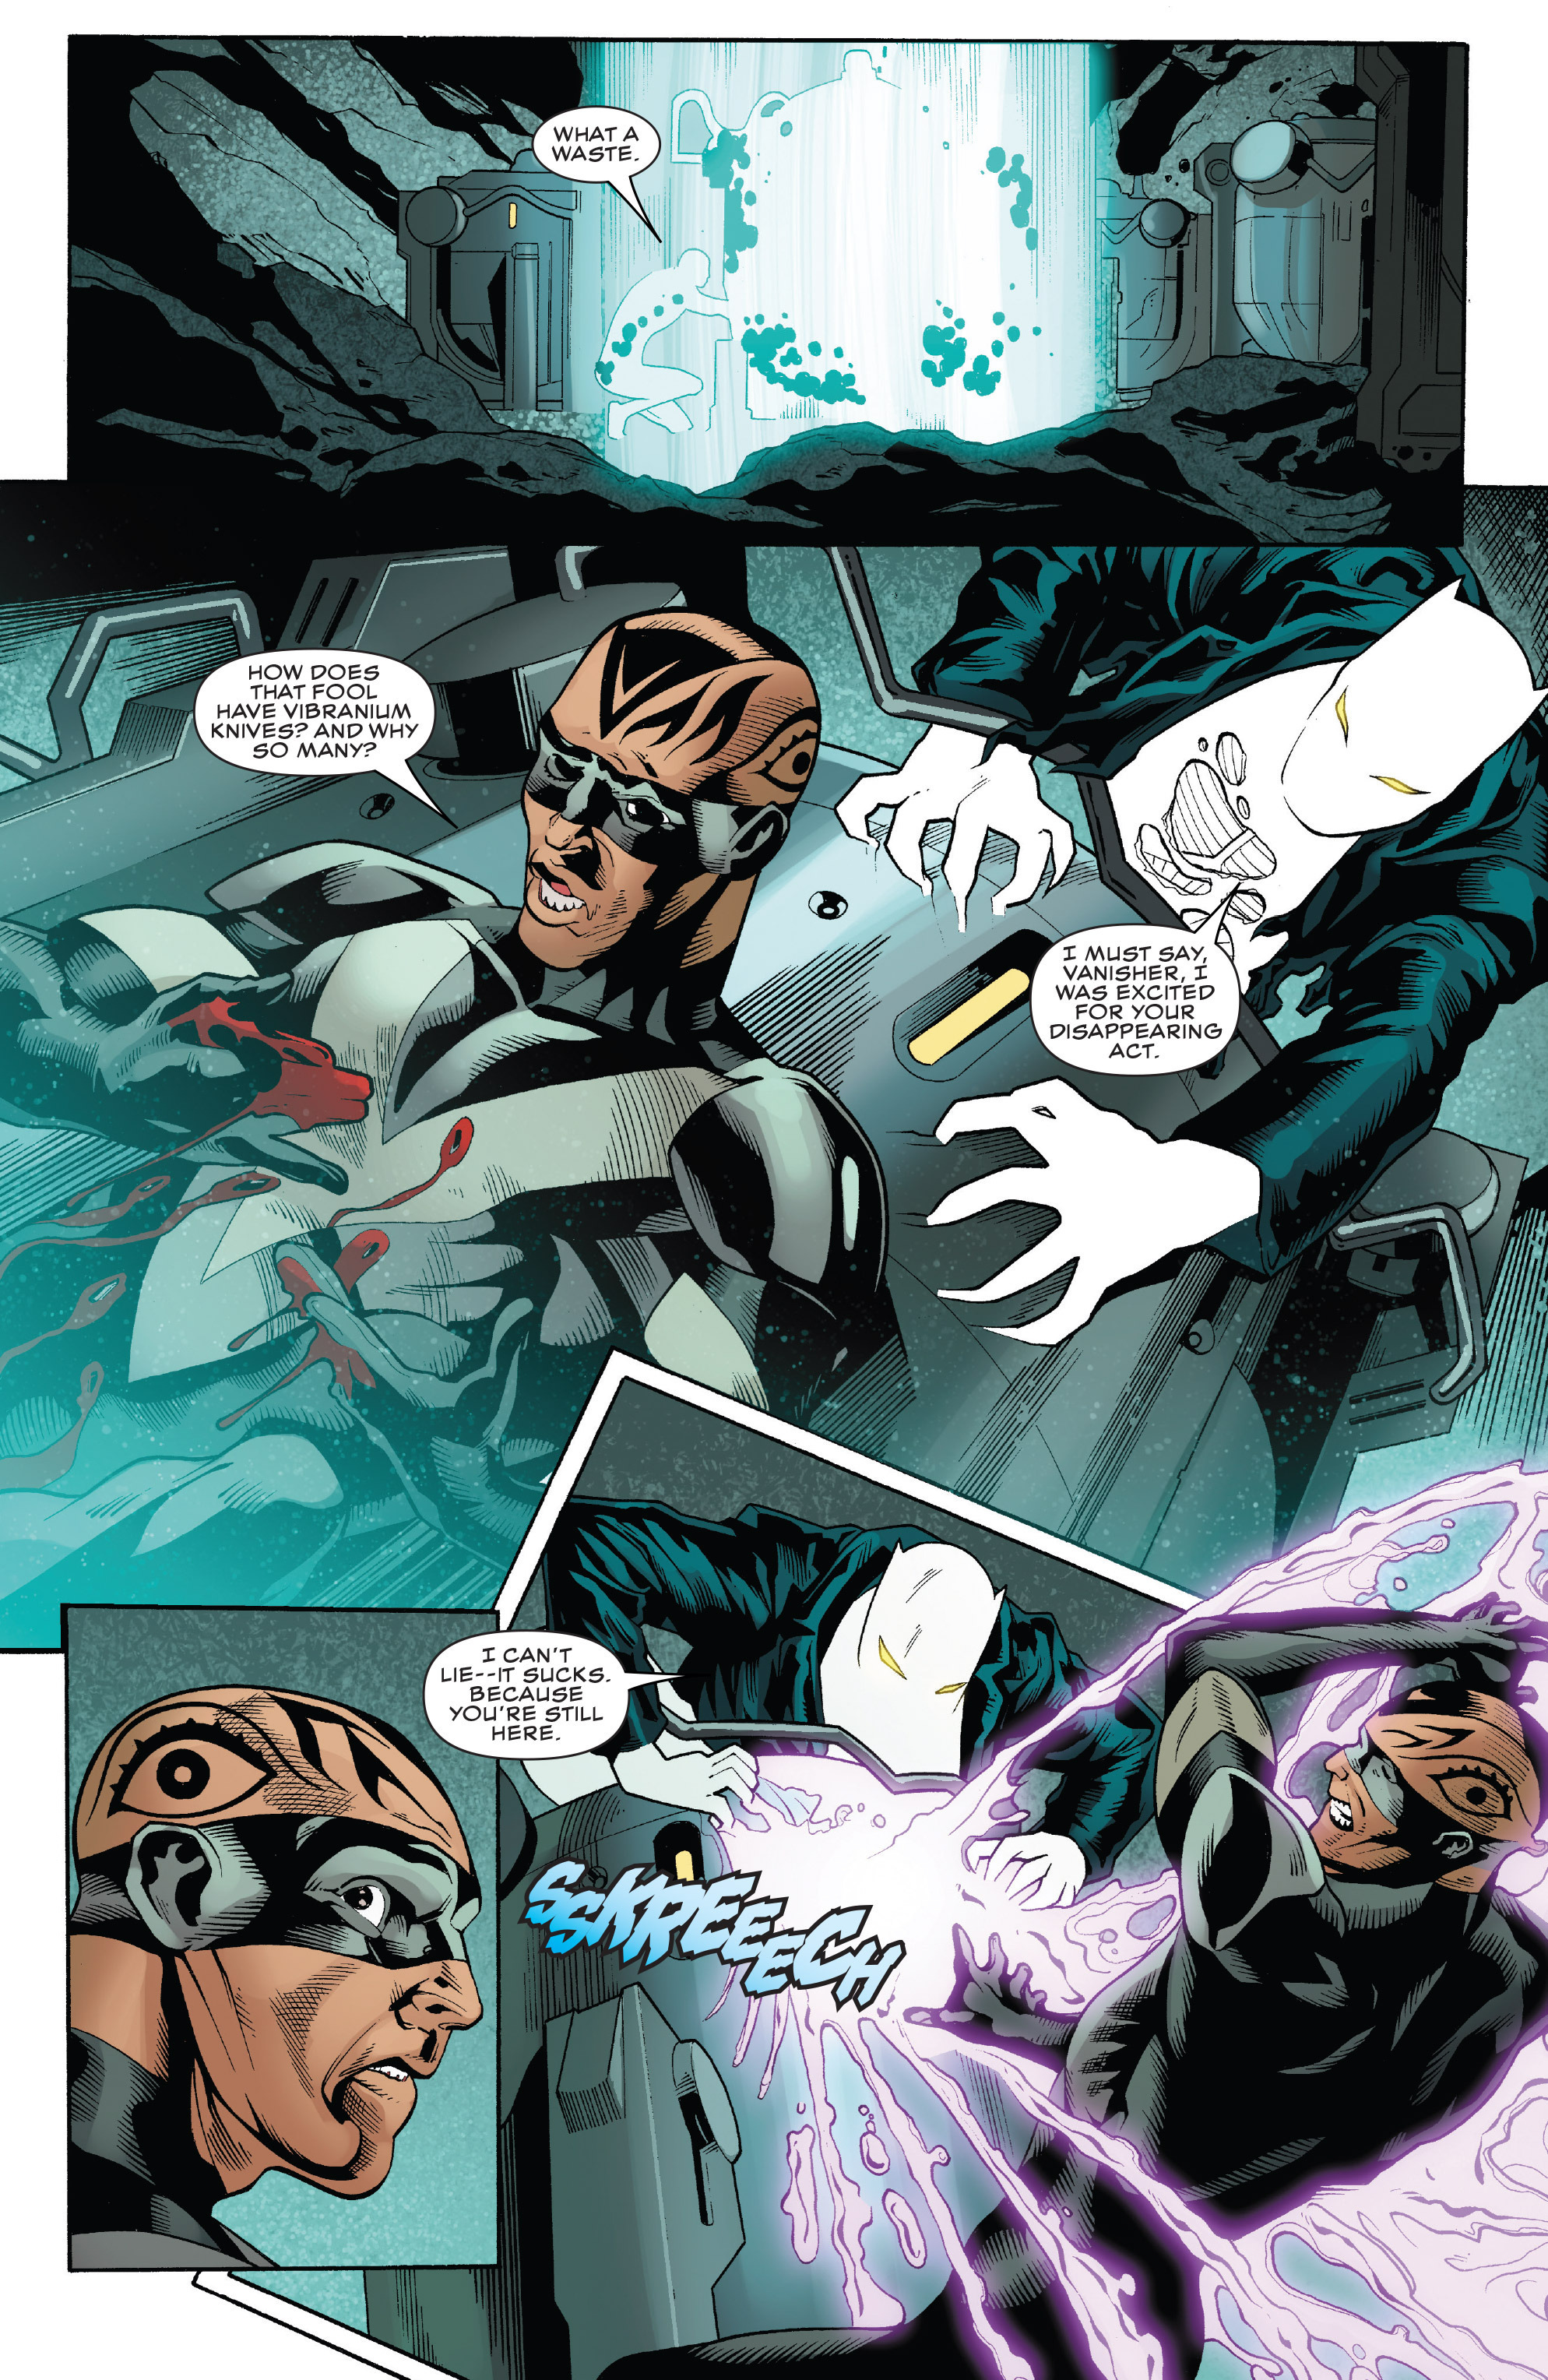 WHAT A
WASTE.
HOW DOES
THAT FOOL
HAVE VIBRANIUM
KNIVES? AND WHY
SO MANY?
I MUST SAY,
VANISHER, I
WAS EXCITED
FOR YOUR
DISAPPEARING
ACT.
I CAN'T
LIE--IT SUCKS.
BECAUSE
YOU'RE STILL
HERE.
SSKREEEECH